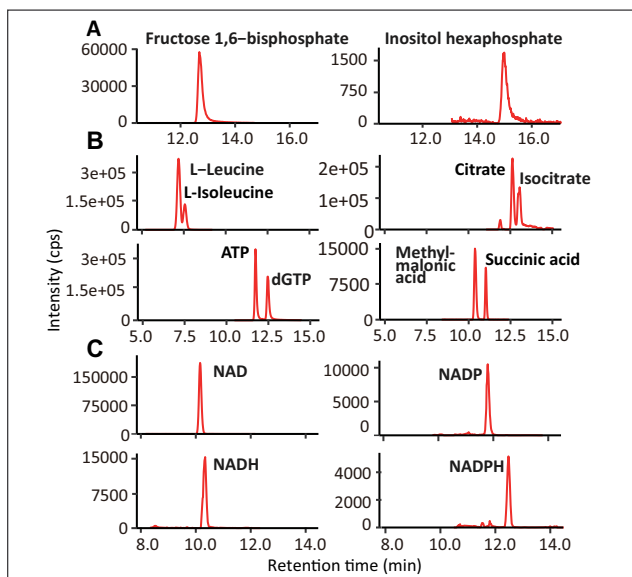 A
Fructose 1,6−bisphosphate
Inositol hexaphosphate
60000
30000
0
1500
750
0
12.0 14.0 16.0
12.0 14.0 16.0
B
L−Leucine
L-Isoleucine
3e+05
1.5e+05
0
Citrate
Isocitrate
2e+05
1e+05
0
ATP
dGTP
3e+05
1.5e+05
0
Methyl-
malonic
acid
Succinic acid
15000
7500
0
5.0 7.5 10.0 12.5 15.0
5.0 7.5 10.0 12.5 15.0
C
NAD
150000
75000
0
NADP
10000
5000
0
NADH
15000
7500
0
NADPH
4000
2000
0
8.0 10.0 12.0 14.0
8.0 10.0 12.0 14.0
Intensity (cps)
Retention time (min)